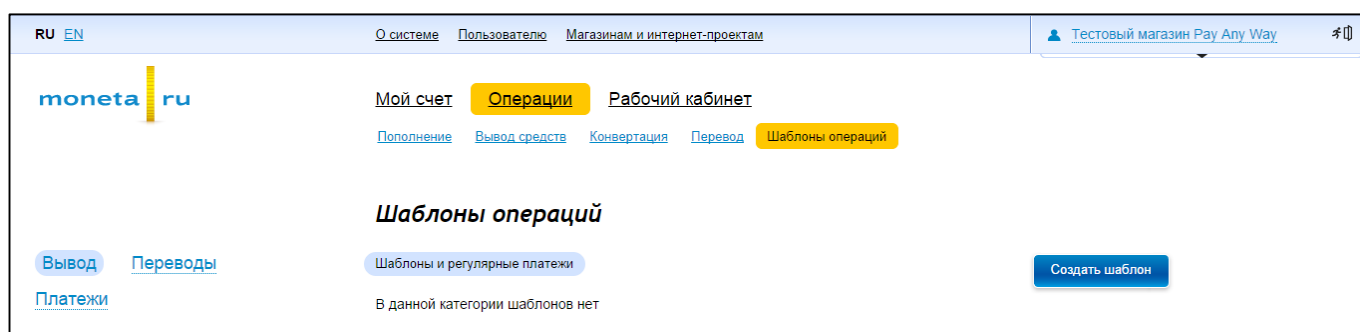 RU EN О системе Пользователю Магазинам и интернет-проектам Тестовый магазин Pay Any Way
moneta ru Мой счет Операции Рабочий кабинет
Пополнение Вывод средств Конвертация Перевод Шаблоны операций
Шаблоны операций
Вывод Переводы Шаблоны и регулярные платежи Создать шаблон
Платежи В данной категории шаблонов нет